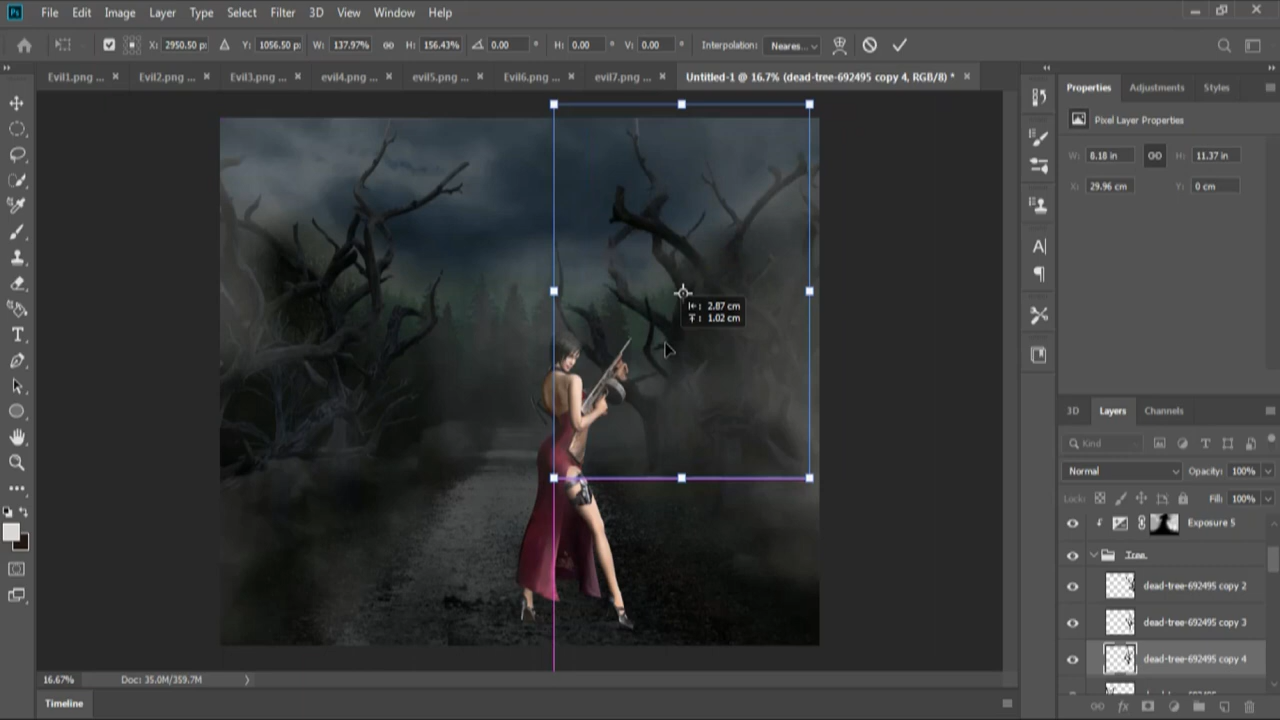 Ps File Edit Image Layer Type Select Filter 3D View Window Help
X: 2950.50 p: Y: 1056.50 p: W: 137.97% H: 156.43% 0.00 ° H: 0.00 ° V: 0.00 ° Interpolation: Neares...
Evil1.png ... × Evil2.png ... × Evil3.png ... × evil4.png ... × evil5.png ... × Evil6.png ... × evil7.png ... × Untitled-1 @ 16.7% (dead-tree-692495 copy 4, RGB/8) * ×
Properties Adjustments Styles
Pixel Layer Properties
W: 8.18 in H: 11.37 in
X: 29.96 cm Y: 0 cm
2.87 cm
1.02 cm
3D Layers Channels
Kind
Normal Opacity: 100%
Lock: Fill: 100%
Exposure 5
Tree.
dead-tree-692495 copy 2
dead-tree-692495 copy 3
dead-tree-692495 copy 4
16.67% Doc: 35.0M/359.7M
Timeline